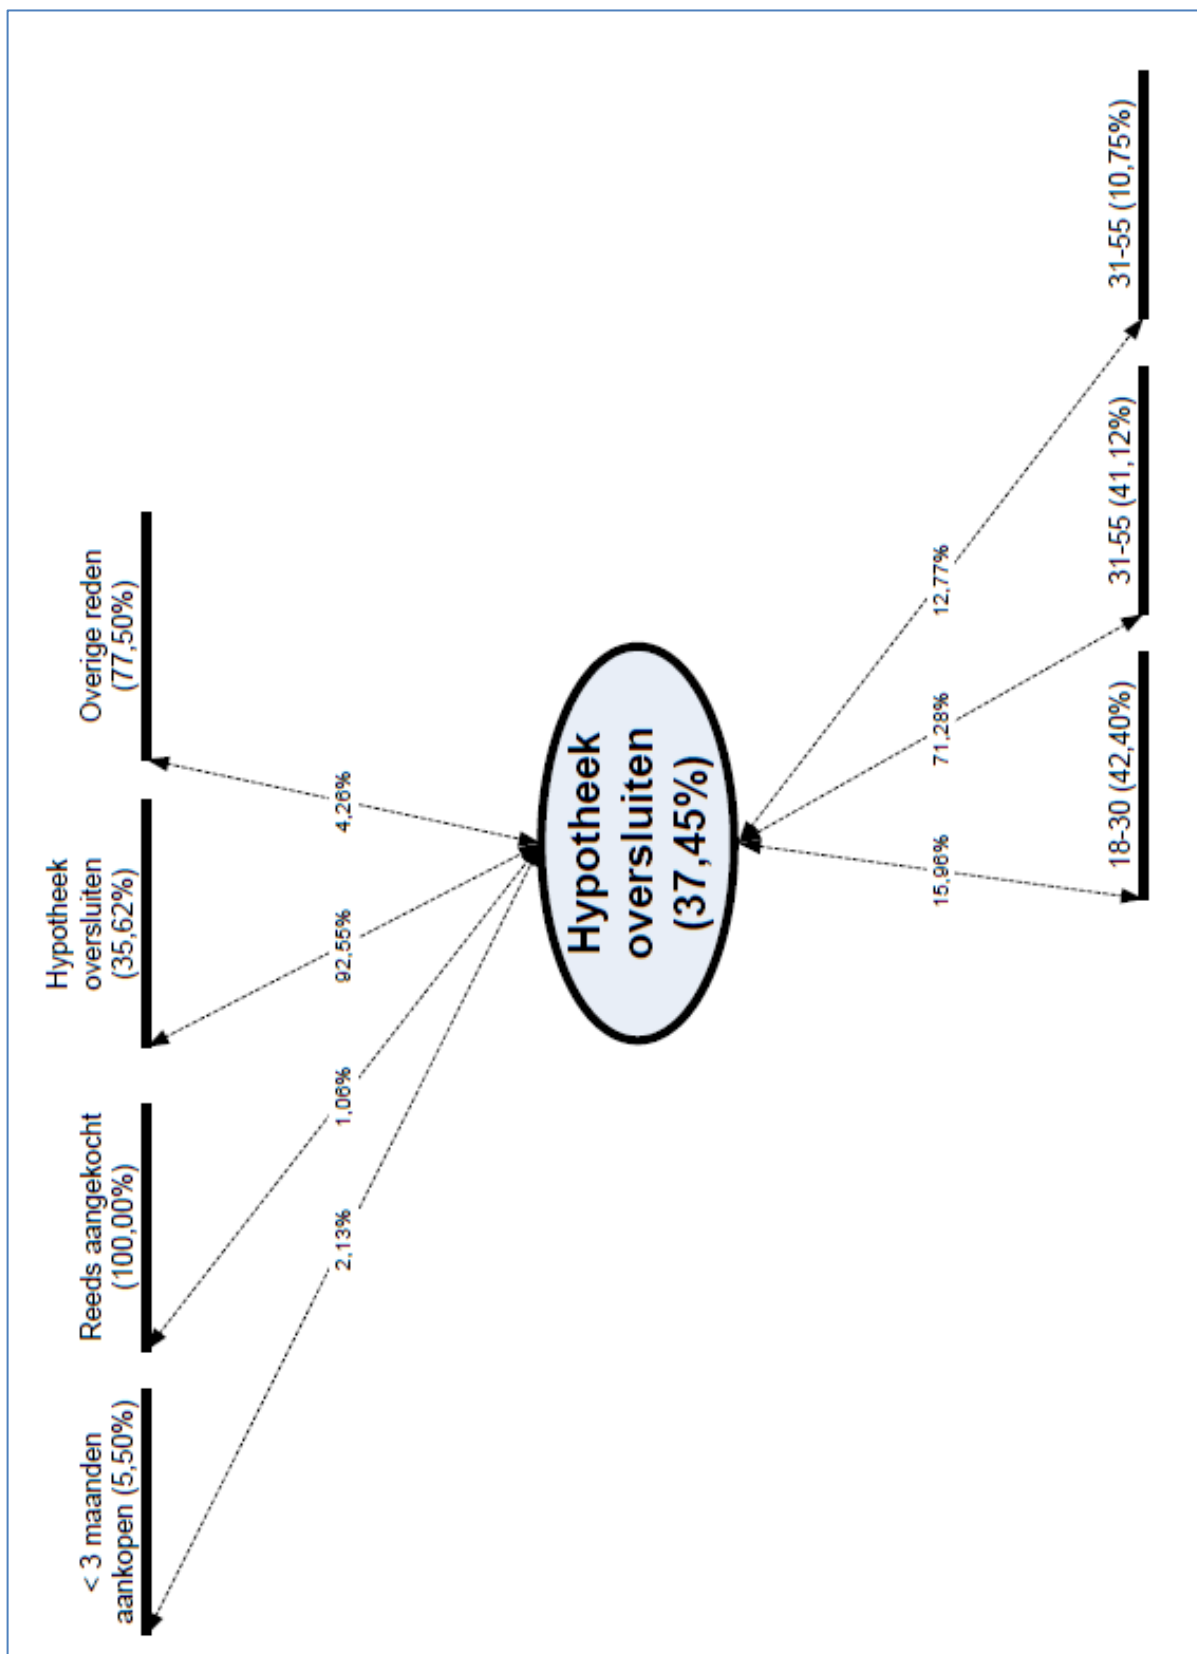 < 3 maanden
aankopen (5,50%)
Reeds aangekocht
(100,00%)
Hypotheek
oversluiten
(35,62%)
Overige reden
(77,50%)
2,13%
1,06%
92,55%
4,26%
Hypotheek
oversluiten
(37,45%)
15,96%
71,28%
12,77%
18-30 (42,40%)
31-55 (41,12%)
31-55 (10,75%)